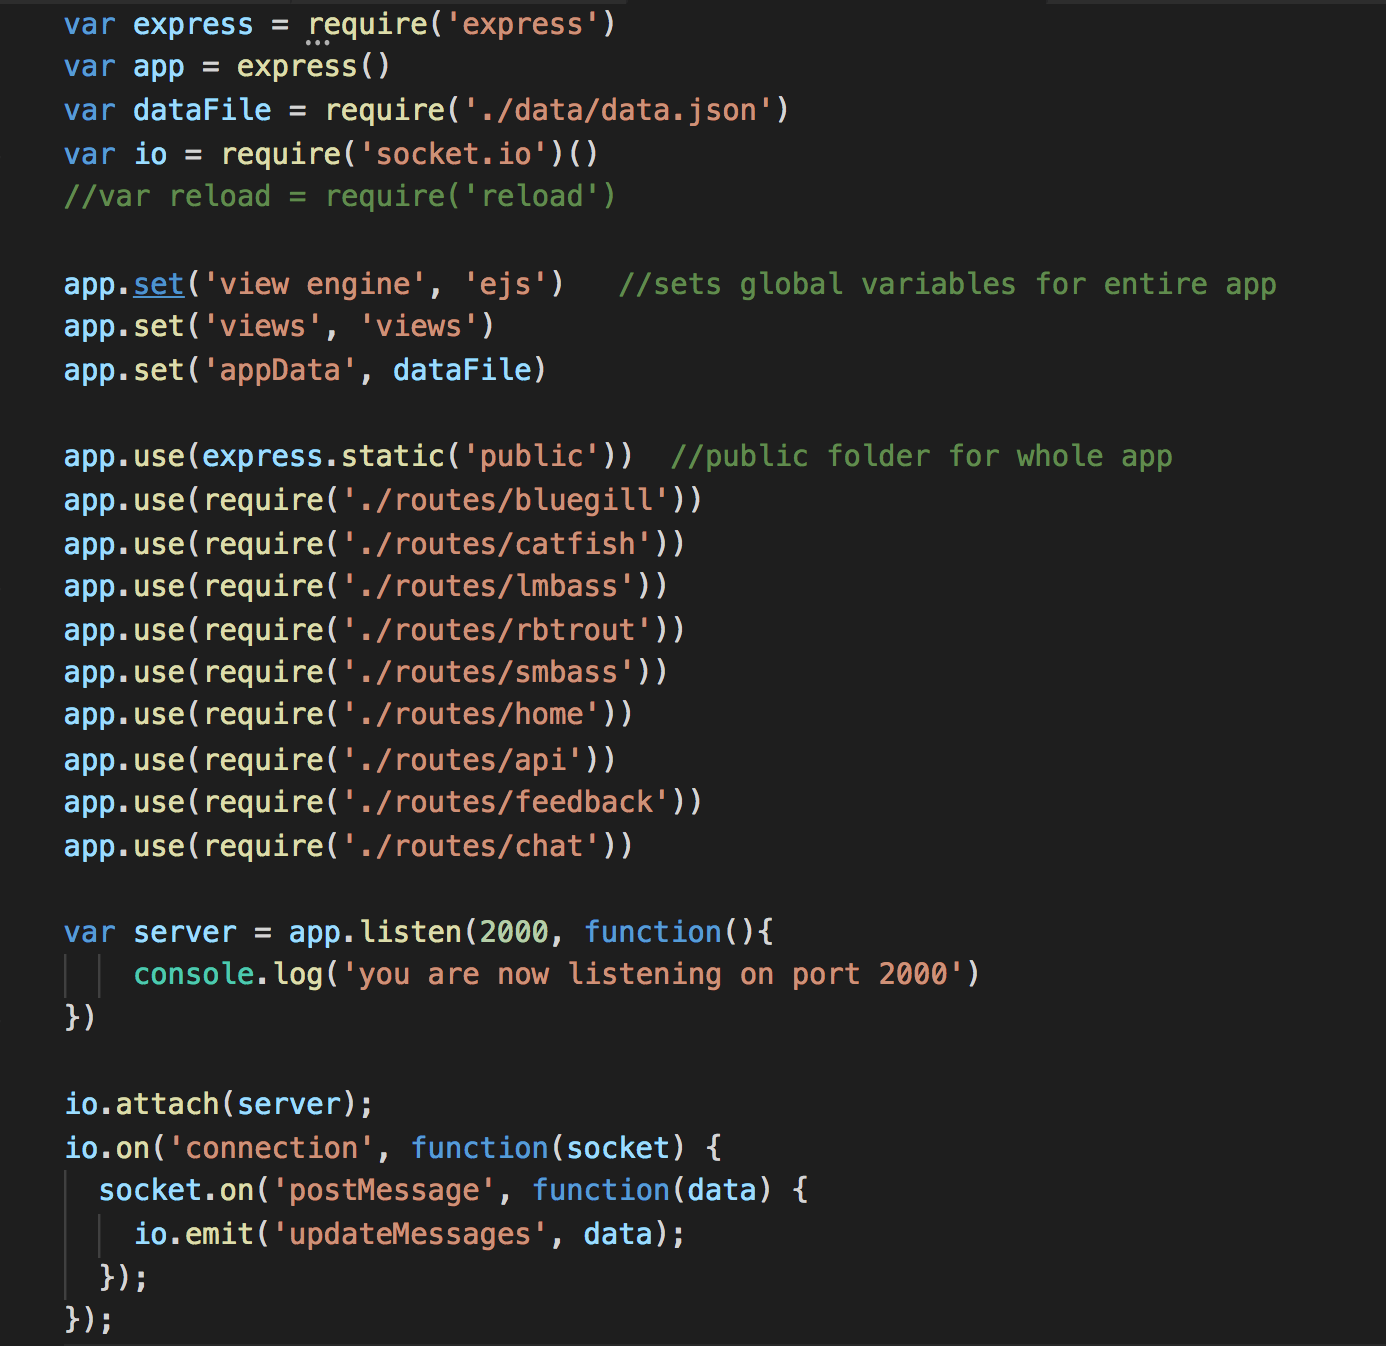 var express = require('express')
var app = express()
var dataFile = require('./data/data.json')
var io = require('socket.io')()
//var reload = require('reload')
app.set('view engine', 'ejs')   //sets global variables for entire app
app.set('views', 'views')
app.set('appData', dataFile)
app.use(express.static('public'))  //public folder for whole app
app.use(require('./routes/bluegill'))
app.use(require('./routes/catfish'))
app.use(require('./routes/lmbass'))
app.use(require('./routes/rbtrout'))
app.use(require('./routes/smbass'))
app.use(require('./routes/home'))
app.use(require('./routes/api'))
app.use(require('./routes/feedback'))
app.use(require('./routes/chat'))
var server = app.listen(2000, function(){
    console.log('you are now listening on port 2000')
})
io.attach(server);
io.on('connection', function(socket) {
  socket.on('postMessage', function(data) {
    io.emit('updateMessages', data);
  });
});